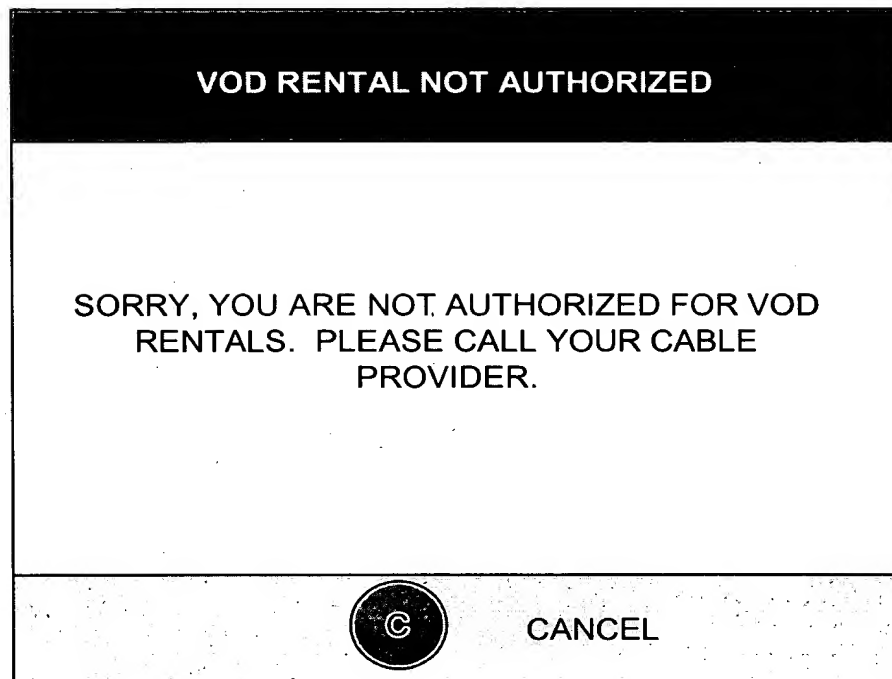 VOD RENTAL NOT AUTHORIZED
SORRY, YOU ARE NOT AUTHORIZED FOR VOD
RENTALS. PLEASE CALL YOUR CABLE
PROVIDER.
C CANCEL